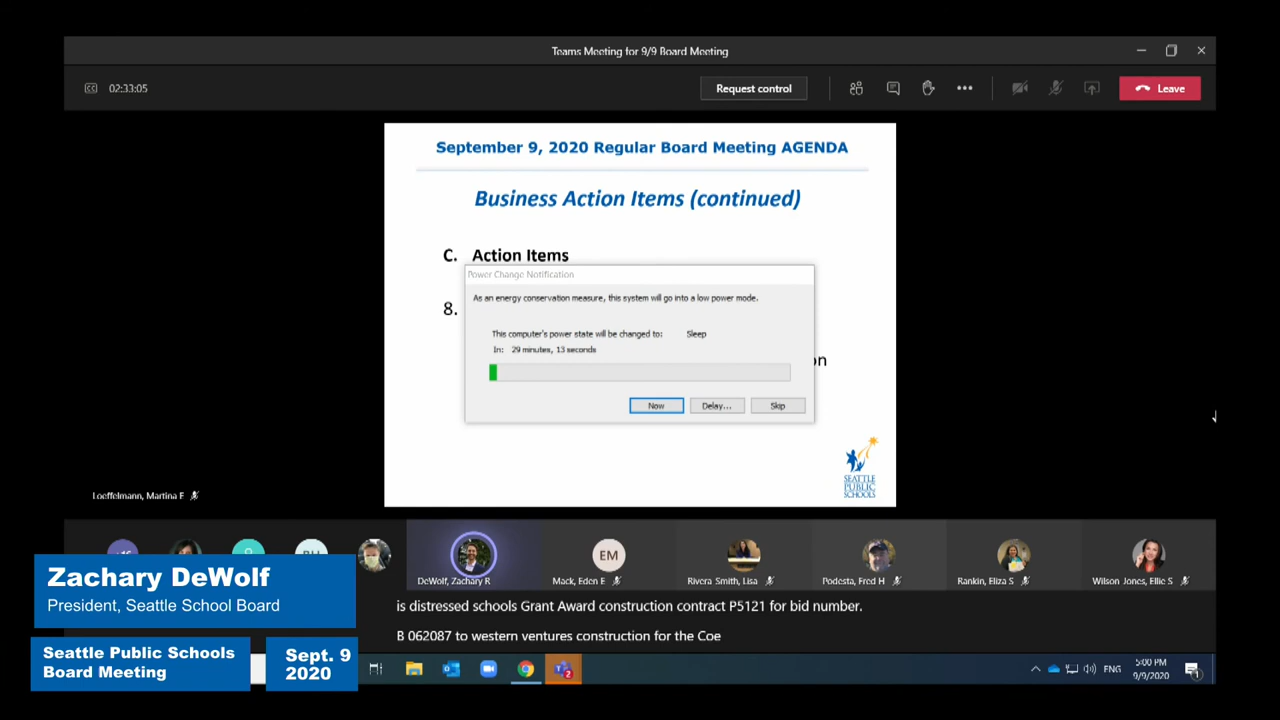 Teams Meeting for 9/9 Board Meeting
02:33:05
Request control
Leave
September 9, 2020 Regular Board Meeting AGENDA
Business Action Items (continued)
C. Action Items
Power Change Notification
As an energy conservation measure, this system will go into a low power mode.
8.
This computer's power state will be changed to: Sleep
In: 29 minutes, 13 seconds
on
Now
Delay...
Skip
SEATTLE
PUBLIC
SCHOOLS
Loeffelmann, Martina E
EM
DeWolf, Zachary R
Mack, Eden E
Rivera Smith, Lisa
Podesta, Fred H
Rankin, Eliza S
Wilson Jones, Ellie S
Zachary DeWolf
President, Seattle School Board
is distressed schools Grant Award construction contract P5121 for bid number.
B 062087 to western ventures construction for the Coe
Seattle Public Schools
Board Meeting
Sept. 9
2020
2
ENG
5:00 PM
9/9/2020
1